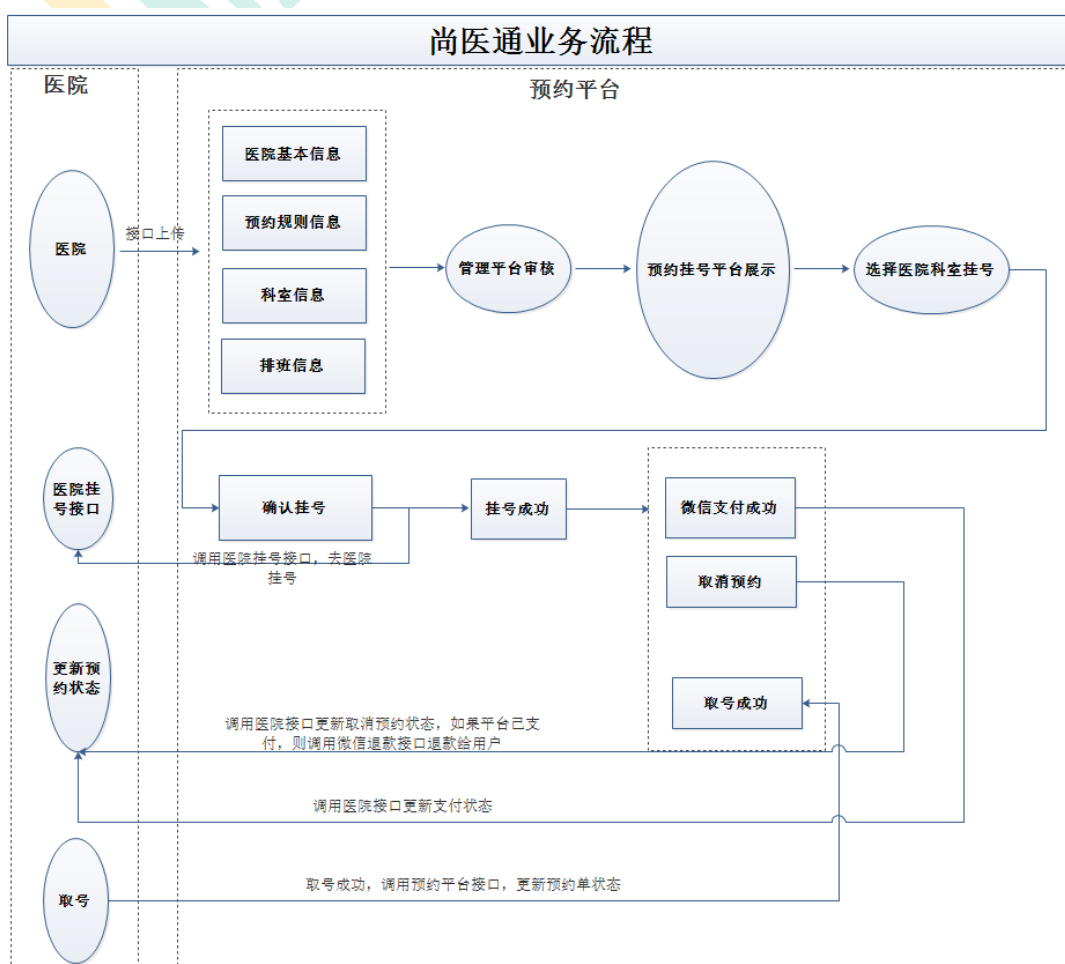 尚医通业务流程
医院
预约平台
医院基本信息
预约规则信息
科室信息
排班信息
医院
接口上传
管理平台审核
预约挂号平台展示
选择医院科室挂号
医院挂
号接口
确认挂号
挂号成功
微信支付成功
调用医院挂号接口，去医院
挂号
取消预约
更新预
约状态
取号成功
调用医院接口更新取消预约状态，如果平台已支
付，则调用微信退款接口退款给用户
调用医院接口更新支付状态
取号
取号成功，调用预约平台接口，更新预约单状态